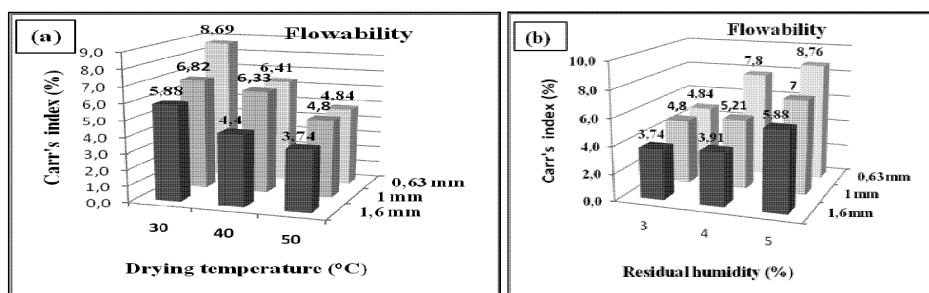 (a)
Flowability
Carr's index (%)
9,0
8,0
7,0
6,0
5,0
4,0
3,0
2,0
1,0
0,0
8,69
6,82
6,33
6,41
5,88
4,4
4,8
4,84
3,74
0,63 mm
1 mm
1,6 mm
30
40
50
Drying temperature (°C)
(b)
Flowability
Carr's index (%)
10,0
8,0
6,0
4,0
2,0
0,0
8,76
7,8
7
4,84
4,8
5,21
5,88
3,74
3,91
0,63 mm
1 mm
1,6 mm
3
4
5
Residual humidity (%)